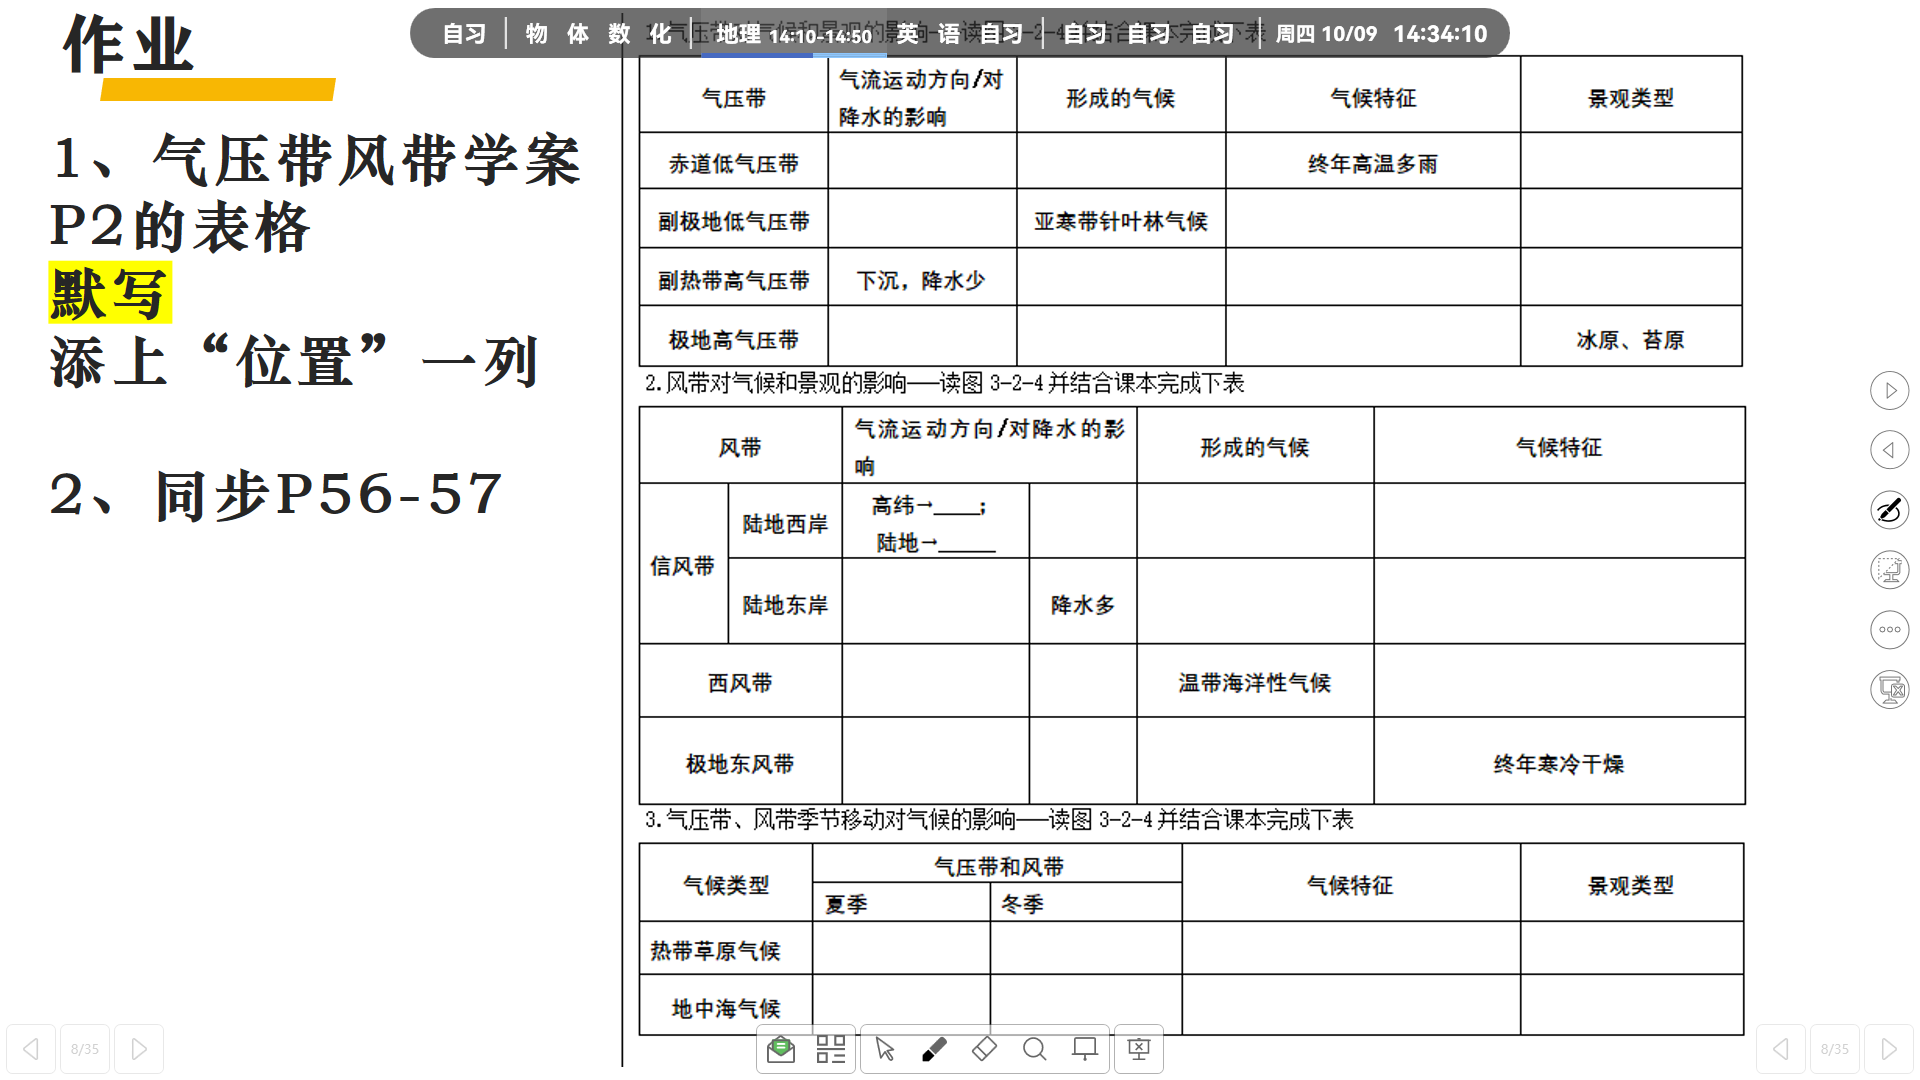 作业
1、气压带风带学案
P2的表格
默写
添上“位置”一列
2、同步P56-57
自习 物 体 数 化 地理 14:10-14:50 英 语 自习 自习 自习 自习 周四 10/09 14:34:10
气压带 气流运动方向/对降水的影响 形成的气候 气候特征 景观类型
赤道低气压带 终年高温多雨
副极地低气压带 亚寒带针叶林气候
副热带高气压带 下沉，降水少
极地高气压带 冰原、苔原
2.风带对气候和景观的影响——读图3-2-4并结合课本完成下表
风带 气流运动方向/对降水的影响 形成的气候 气候特征
信风带 陆地西岸 高纬→____；
陆地→_____
陆地东岸 降水多
西风带 温带海洋性气候
极地东风带 终年寒冷干燥
3.气压带、风带季节移动对气候的影响——读图3-2-4并结合课本完成下表
气候类型 气压带和风带 气候特征 景观类型
夏季 冬季
热带草原气候
地中海气候
8/35
8/35